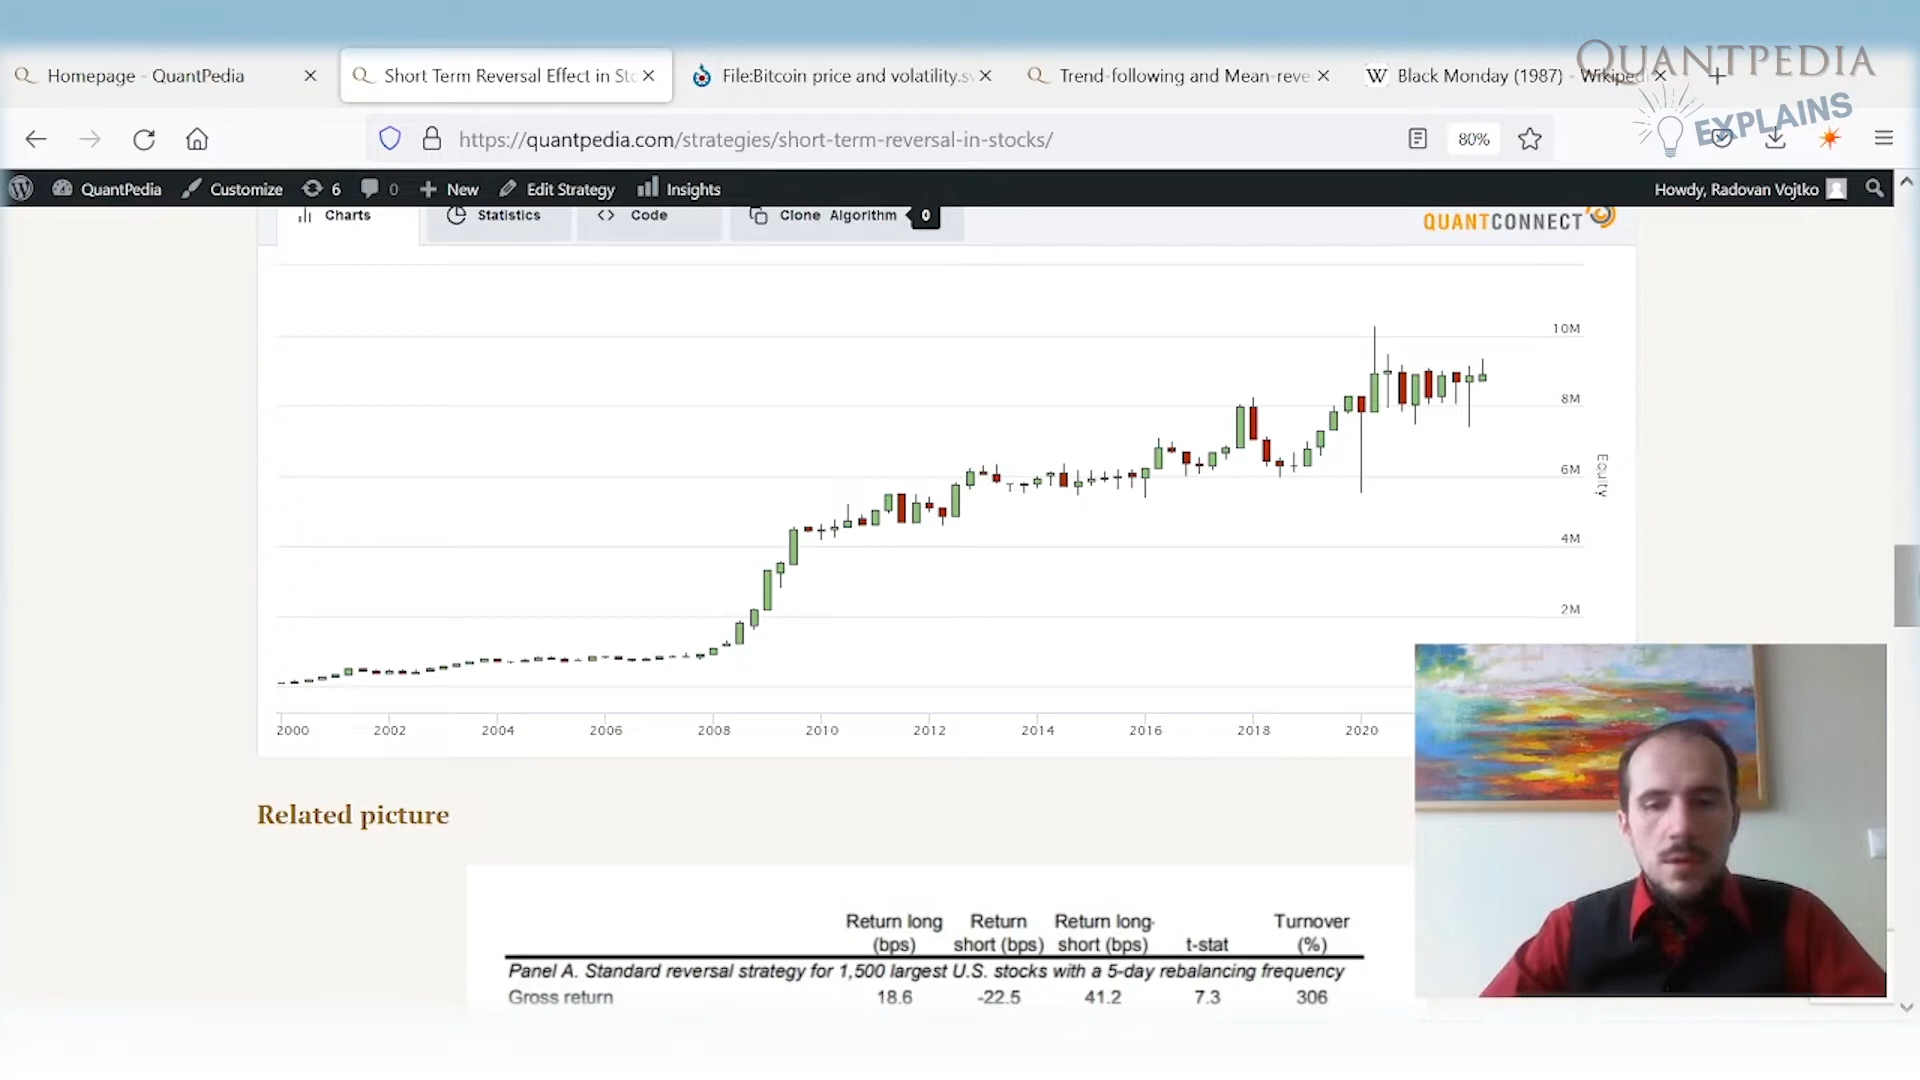 QUANTPEDIA
EXPLAINS
Homepage - QuantPedia
Short Term Reversal Effect in Sto
File:Bitcoin price and volatility.sv
Trend-following and Mean-reve
Black Monday (1987) - Wikipedi
https://quantpedia.com/strategies/short-term-reversal-in-stocks/
80%
QuantPedia
Customize
6
0
New
Edit Strategy
Insights
Howdy, Radovan Vojtko
Charts
Statistics
Code
Clone Algorithm
0
QUANTCONNECT
10M
8M
6M
4M
2M
Equity
2000 2002 2004 2006 2008 2010 2012 2014 2016 2018 2020
Related picture
Return long Return Return long- Turnover
(bps) short (bps) short (bps) t-stat (%)
Panel A. Standard reversal strategy for 1,500 largest U.S. stocks with a 5-day rebalancing frequency
Gross return 18.6 -22.5 41.2 7.3 306